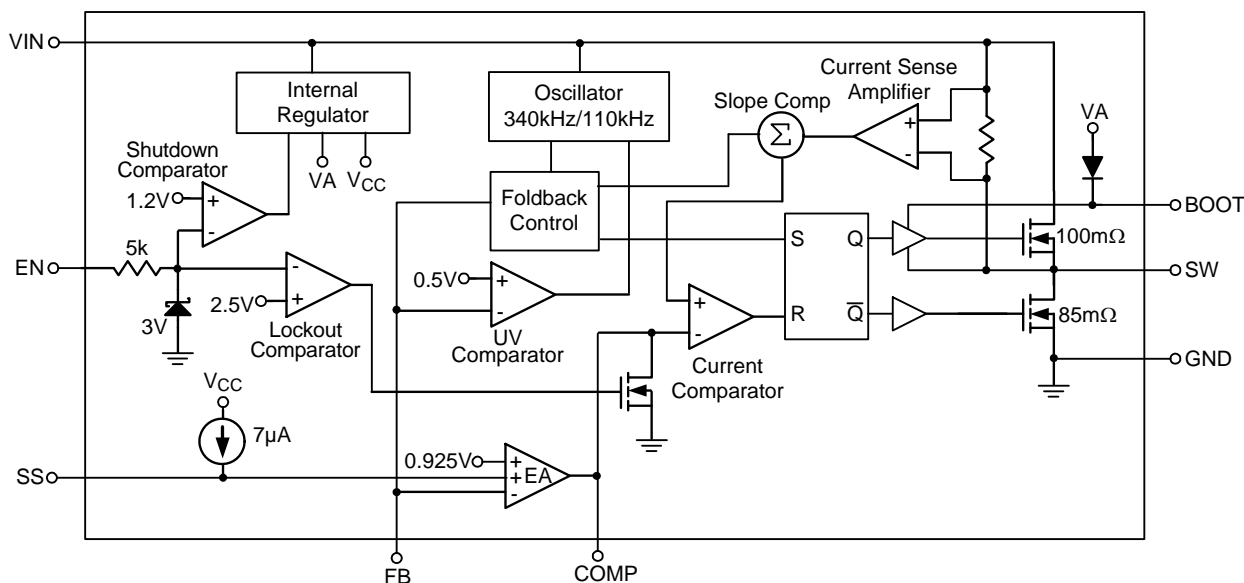 VIN
Internal
Regulator
Oscillator
340kHz/110kHz
Slope Comp
Current Sense
Amplifier
+
-
Σ
VA
Shutdown
Comparator
1.2V
+
-
VA
VCC
Foldback
Control
BOOT
S
Q
100mΩ
EN
5k
-
+
2.5V
3V
Lockout
Comparator
0.5V
+
-
UV
Comparator
+
-
Current
Comparator
R
Q̅
SW
85mΩ
GND
VCC
7µA
SS
0.925V
+
+
-
EA
FB
COMP